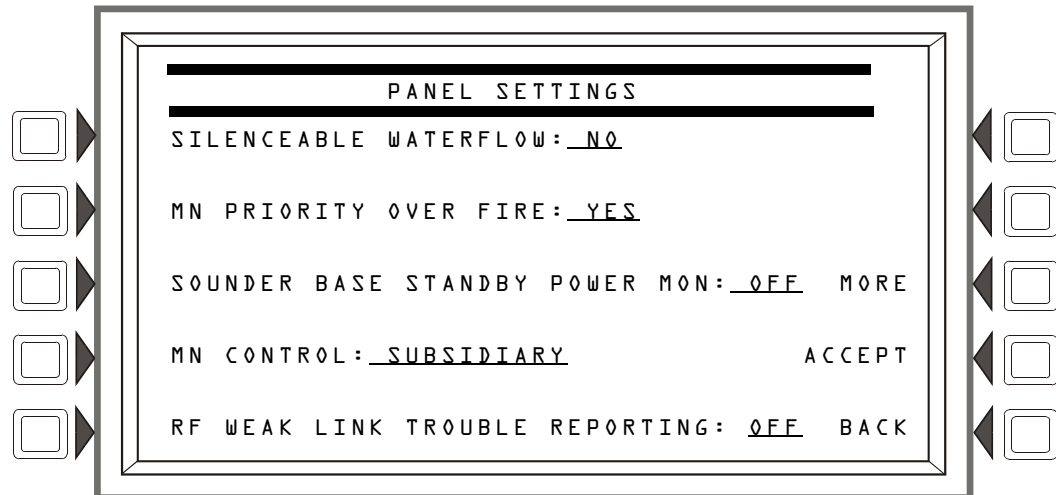 PANEL SETTINGS
SILENCEABLE WATERFLOW: NO
MN PRIORITY OVER FIRE: YES
SOUNDER BASE STANDBY POWER MON: OFF MORE
MN CONTROL: SUBSIDIARY ACCEPT
RF WEAK LINK TROUBLE REPORTING: OFF BACK